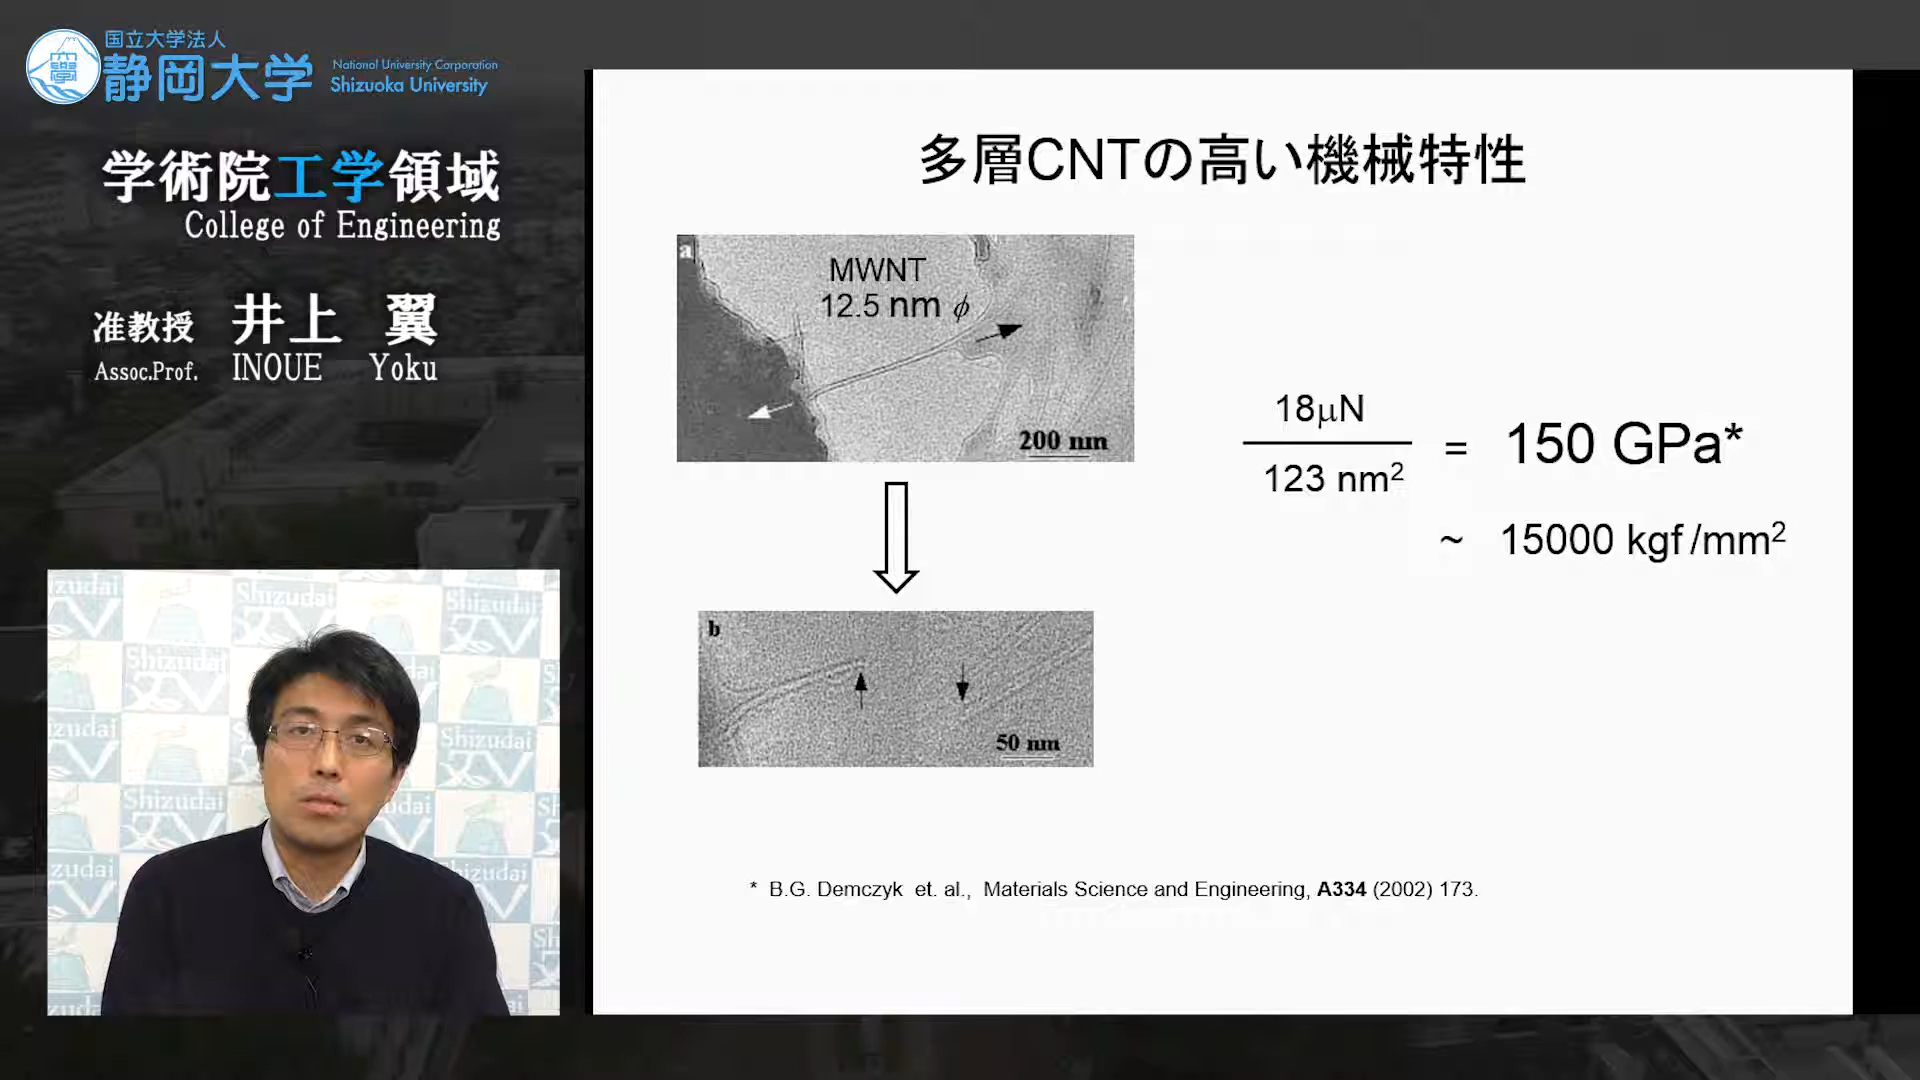 国立大学法人
静岡大学
National University Corporation
Shizuoka University
学術院工学領域
College of Engineering
准教授 井上 翼
Assoc.Prof. INOUE Yoku
多層CNTの高い機械特性
a
MWNT
12.5 nm ϕ
200 nm
18μN
123 nm²
= 150 GPa*
~ 15000 kgf/mm²
b
50 nm
* B.G. Demczyk et. al., Materials Science and Engineering, A334 (2002) 173.
Shizudai
TV